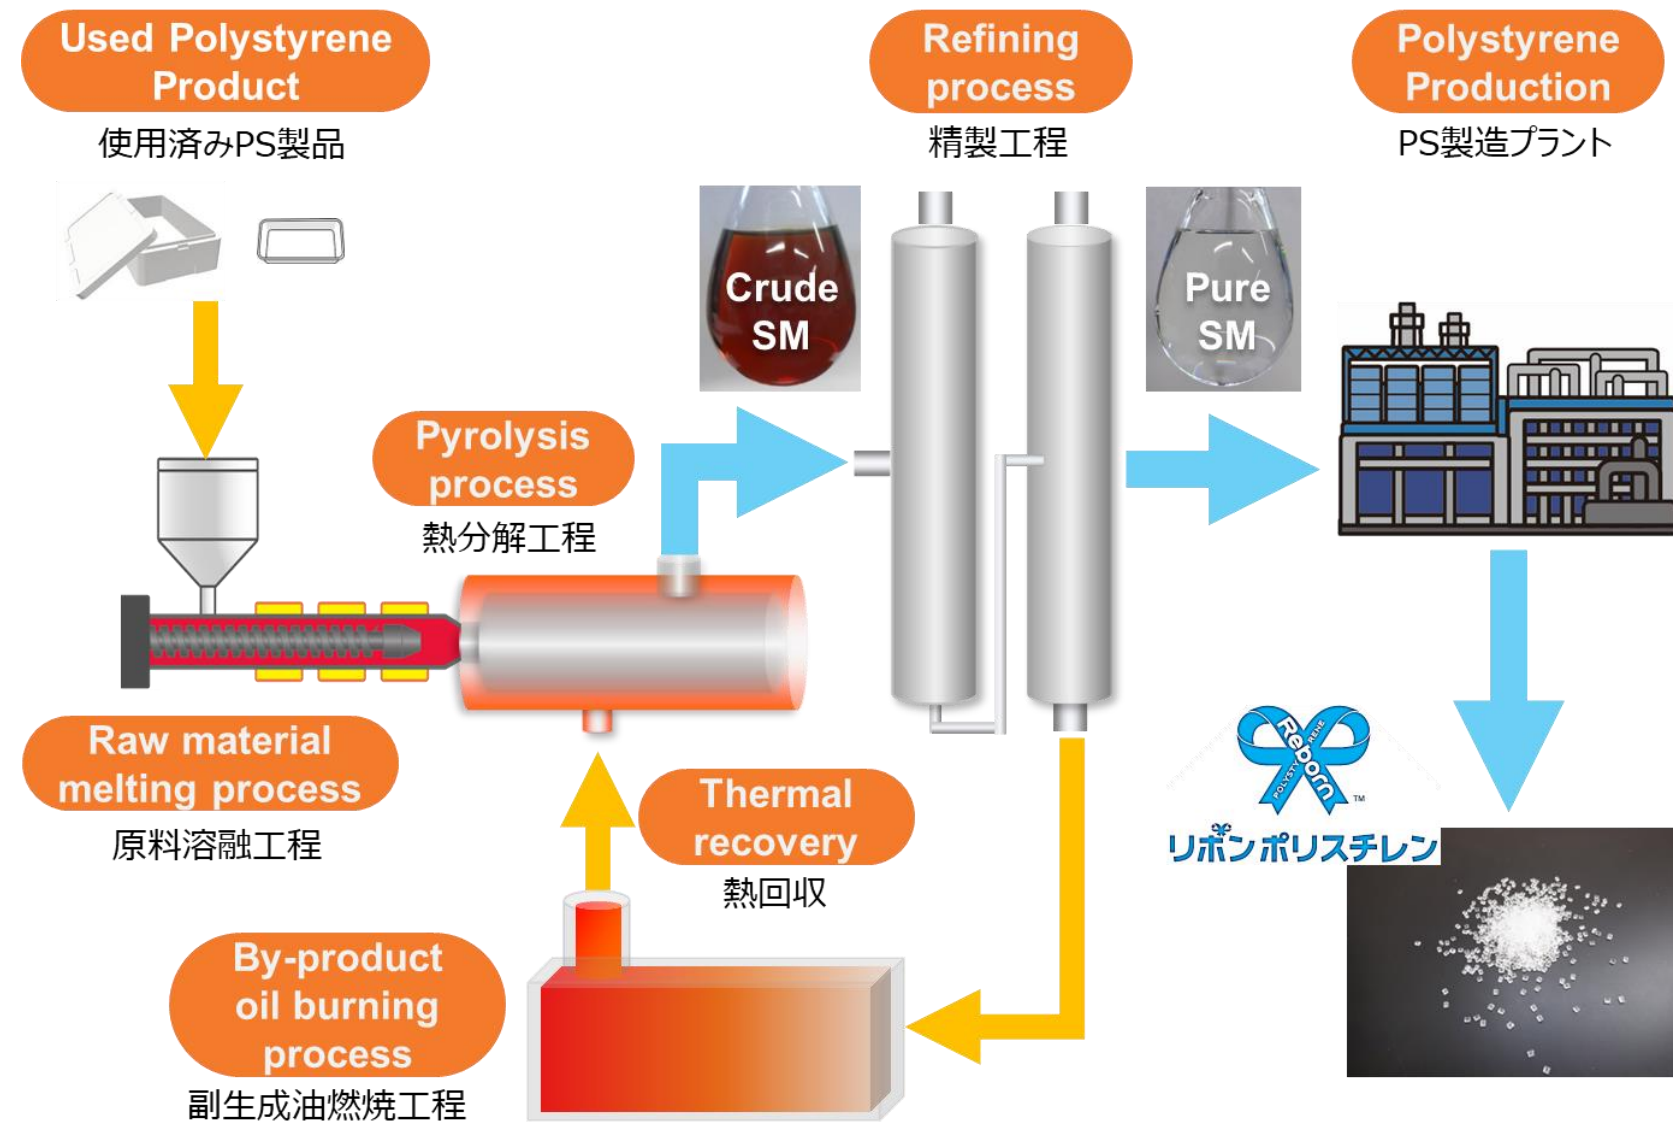 Used Polystyrene
Product
使用済みPS製品
Refining
process
精製工程
Polystyrene
Production
PS製造プラント
Crude
SM
Pure
SM
Pyrolysis
process
熱分解工程
Raw material
melting process
原料溶融工程
Thermal
recovery
熱回収
Reborn
POLYSTYRENE
TM
リボンポリスチレン
By-product
oil burning
process
副生成油燃焼工程